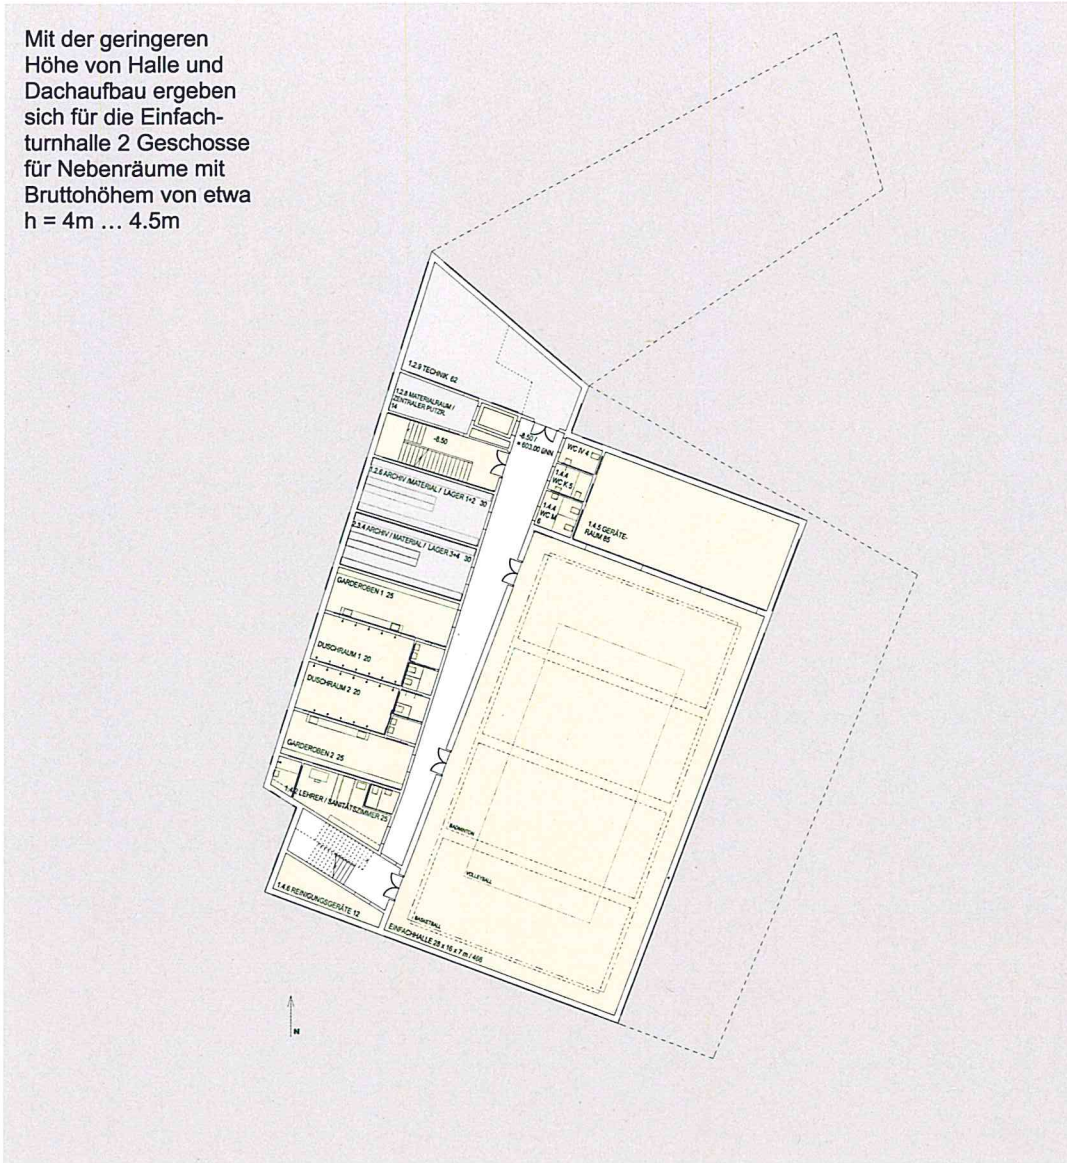 Mit der geringeren
Höhe von Halle und
Dachaufbau ergeben
sich für die Einfach-
turnhalle 2 Geschosse
für Nebenräume mit
Bruttohöhem von etwa
h = 4m ... 4.5m
1.2.9 TECHNIK 62
1.2.8 MATERIALRAUM /
ZENTRALER PUTZR.
14
-8.50
-8.50 /
= 603.00 üNN
WC IV 4
1.4.4
WC K 5
1.4.4
WC M
6
1.4.5 GERÄTE-
RAUM 85
1.2.6 ARCHIV / MATERIAL / LAGER 1+2 30
2.3.4 ARCHIV / MATERIAL / LAGER 3+4 30
GARDEROBEN 1 25
DUSCHRAUM 1 20
DUSCHRAUM 2 20
GARDEROBEN 2 25
LEHRER / SANITÄTSZIMMER 25
1.4.6 REINIGUNGSGERÄTE 12
BADMINTON
VOLLEYBALL
BASKETBALL
EINFACHHALLE 28 x 16 x 7 m /
N